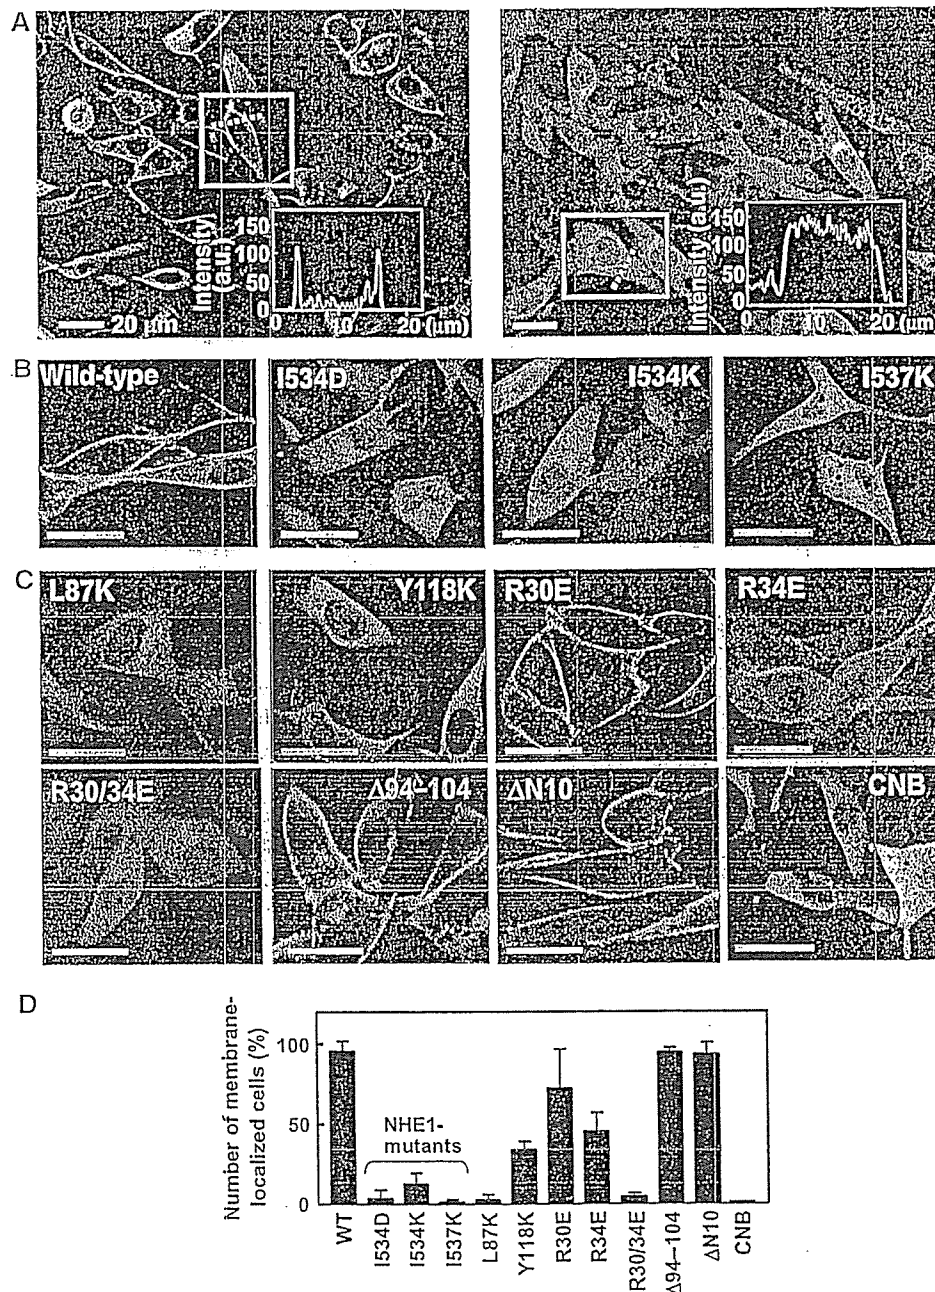 A
Intensity
(a.u.)
150
100
50
0
0 10 20 (μm)
20 μm
Intensity (a.u.)
150
100
50
0
0 10 20 (μm)
B
Wild-type
I534D
I534K
I537K
C
L87K
Y118K
R30E
R34E
R30/34E
Δ94–104
ΔN10
CNB
D
Number of membrane-
localized cells (%)
100
50
0
NHE1-
mutants
WT
I534D
I534K
I537K
L87K
Y118K
R30E
R34E
R30/34E
Δ94–104
ΔN10
CNB